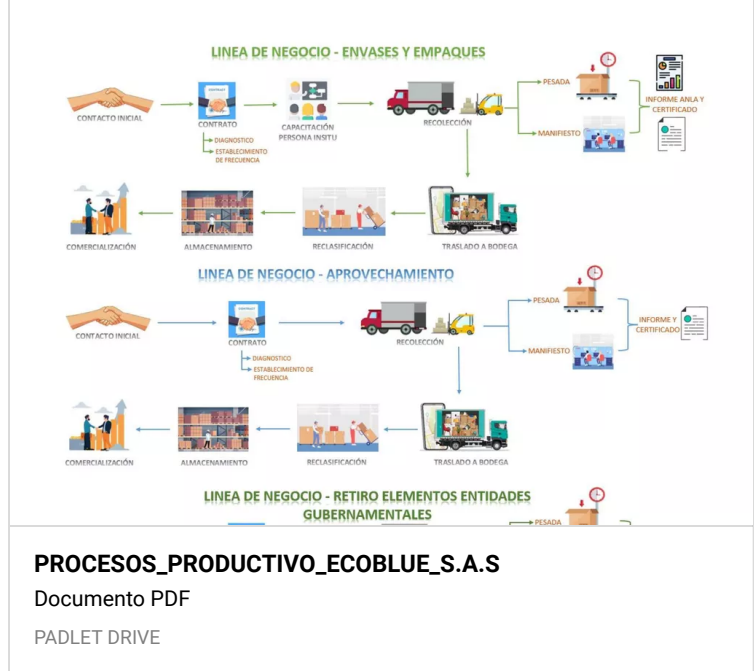 LINEA DE NEGOCIO - ENVASES Y EMPAQUES
CONTACTO INICIAL
CONTRATO
DIAGNOSTICO
ESTABLECIMIENTO
DE FRECUENCIA
CAPACITACIÓN
PERSONA INSITU
RECOLECCIÓN
PESADA
MANIFIESTO
INFORME ANLA Y
CERTIFICADO
COMERCIALIZACIÓN
ALMACENAMIENTO
RECLASIFICACIÓN
TRASLADO A BODEGA
LINEA DE NEGOCIO - APROVECHAMIENTO
CONTACTO INICIAL
CONTRATO
DIAGNOSTICO
ESTABLECIMIENTO DE
FRECUENCIA
RECOLECCIÓN
PESADA
MANIFIESTO
INFORME Y
CERTIFICADO
COMERCIALIZACIÓN
ALMACENAMIENTO
RECLASIFICACIÓN
TRASLADO A BODEGA
LINEA DE NEGOCIO - RETIRO ELEMENTOS ENTIDADES
GUBERNAMENTALES
PESADA
PROCESOS_PRODUCTIVO_ECOBLUE_S.A.S
Documento PDF
PADLET DRIVE